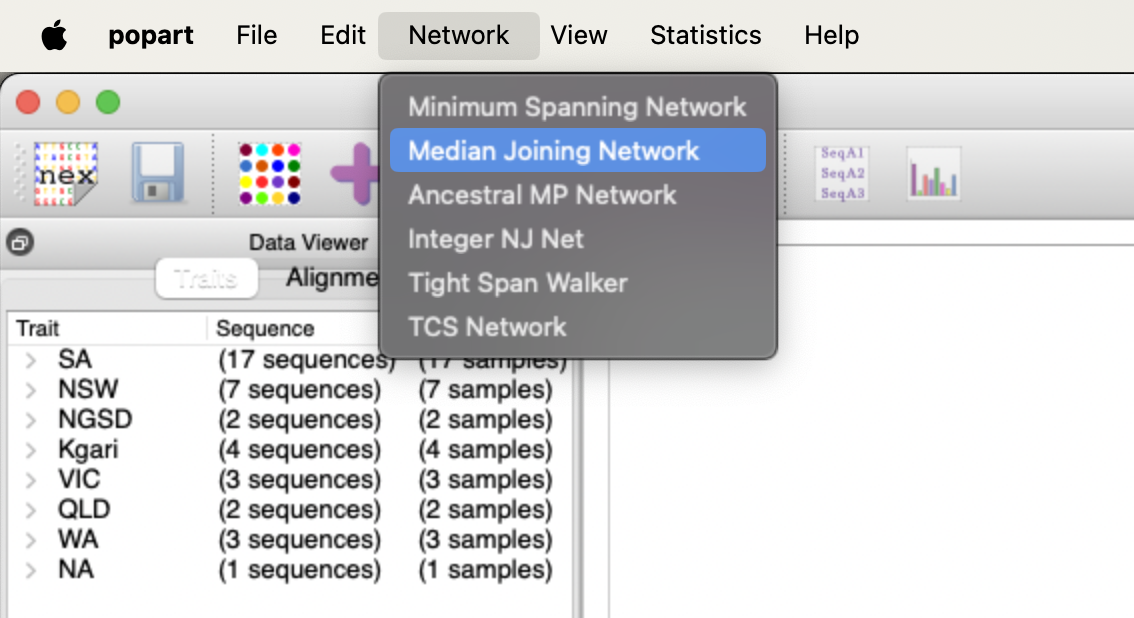 popart File Edit Network View Statistics Help
Minimum Spanning Network
Median Joining Network
Ancestral MP Network
Integer NJ Net
Tight Span Walker
TCS Network
nex
SeqA1
SeqA2
SeqA3
Data Viewer
Traits Alignme
Trait Sequence
SA (17 sequences) (17 samples)
NSW (7 sequences) (7 samples)
NGSD (2 sequences) (2 samples)
Kgari (4 sequences) (4 samples)
VIC (3 sequences) (3 samples)
QLD (2 sequences) (2 samples)
WA (3 sequences) (3 samples)
NA (1 sequences) (1 samples)